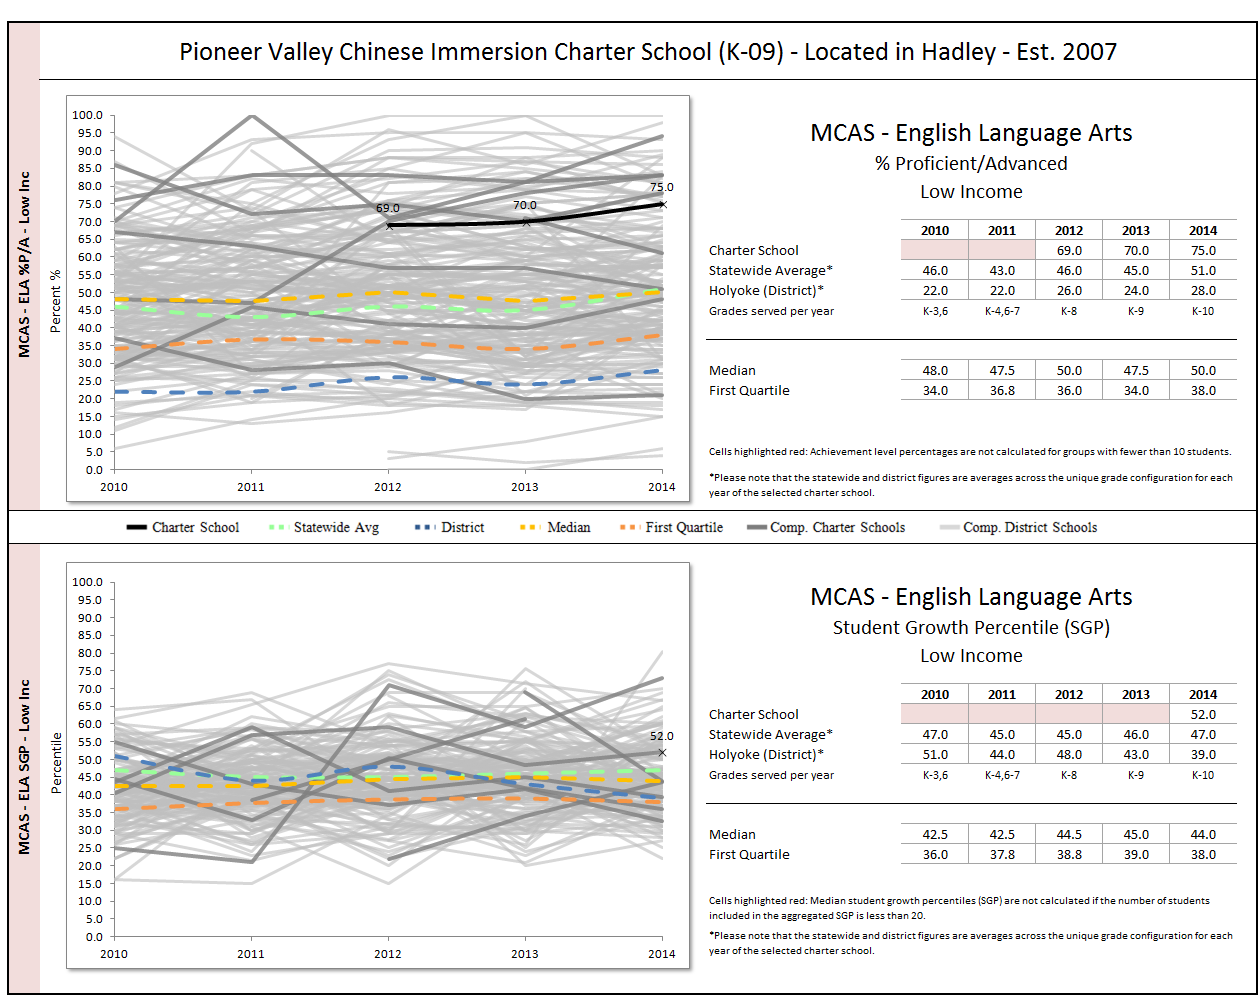 Pioneer Valley Chinese Immersion Charter School (K-09) - Located in Hadley - Est. 2007
MCAS - ELA %P/A - Low Inc
Percent %
100.0
95.0
90.0
85.0
80.0
75.0
70.0
65.0
60.0
55.0
50.0
45.0
40.0
35.0
30.0
25.0
20.0
15.0
10.0
5.0
0.0
69.0
70.0
75.0
2010 2011 2012 2013 2014
MCAS - English Language Arts
% Proficient/Advanced
Low Income
2010 2011 2012 2013 2014
Charter School 69.0 70.0 75.0
Statewide Average* 46.0 43.0 46.0 45.0 51.0
Holyoke (District)* 22.0 22.0 26.0 24.0 28.0
Grades served per year K-3,6 K-4,6-7 K-8 K-9 K-10
Median 48.0 47.5 50.0 47.5 50.0
First Quartile 34.0 36.8 36.0 34.0 38.0
Cells highlighted red: Achievement level percentages are not calculated for groups with fewer than 10 students.
*Please note that the statewide and district figures are averages across the unique grade configuration for each
year of the selected charter school.
Charter School Statewide Avg District Median First Quartile Comp. Charter Schools Comp. District Schools
MCAS - ELA SGP - Low Inc
Percentile
100.0
95.0
90.0
85.0
80.0
75.0
70.0
65.0
60.0
55.0
50.0
45.0
40.0
35.0
30.0
25.0
20.0
15.0
10.0
5.0
0.0
52.0
2010 2011 2012 2013 2014
MCAS - English Language Arts
Student Growth Percentile (SGP)
Low Income
2010 2011 2012 2013 2014
Charter School 52.0
Statewide Average* 47.0 45.0 45.0 46.0 47.0
Holyoke (District)* 51.0 44.0 48.0 43.0 39.0
Grades served per year K-3,6 K-4,6-7 K-8 K-9 K-10
Median 42.5 42.5 44.5 45.0 44.0
First Quartile 36.0 37.8 38.8 39.0 38.0
Cells highlighted red: Median student growth percentiles (SGP) are not calculated if the number of students
included in the aggregated SGP is less than 20.
*Please note that the statewide and district figures are averages across the unique grade configuration for each
year of the selected charter school.